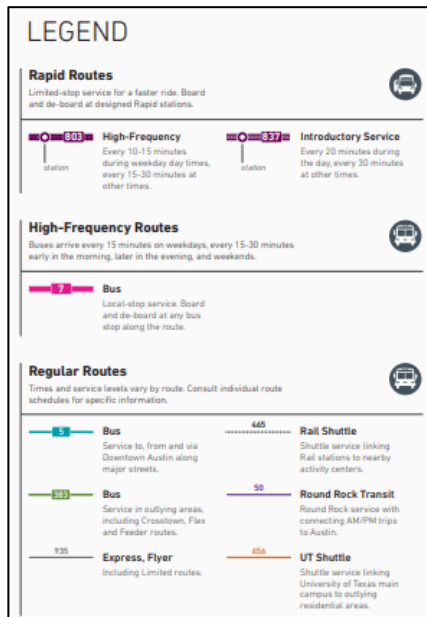 LEGEND
Rapid Routes
Limited-stop service for a faster ride. Board
and de-board at designed Rapid stations.
803
station
High-Frequency
Every 10-15 minutes
during weekday day times,
every 15-30 minutes at
other times.
837
station
Introductory Service
Every 20 minutes during
the day, every 30 minutes
at other times.
High-Frequency Routes
Buses arrive every 15 minutes on weekdays, every 15-30 minutes
early in the morning, later in the evening, and weekends.
7
Bus
Local-stop service. Board
and de-board at any bus
stop along the route.
Regular Routes
Times and service levels vary by route. Consult individual route
schedules for specific information.
5
Bus
Service to, from and via
Downtown Austin along
major streets.
465
Rail Shuttle
Shuttle service linking
Rail stations to nearby
activity centers.
383
Bus
Service in outlying areas,
including Crosstown, Flex
and Feeder routes.
50
Round Rock Transit
Round Rock service with
connecting AM/PM trips
to Austin.
935
Express, Flyer
Including Limited routes.
656
UT Shuttle
Shuttle service linking
University of Texas main
campus to outlying
residential areas.